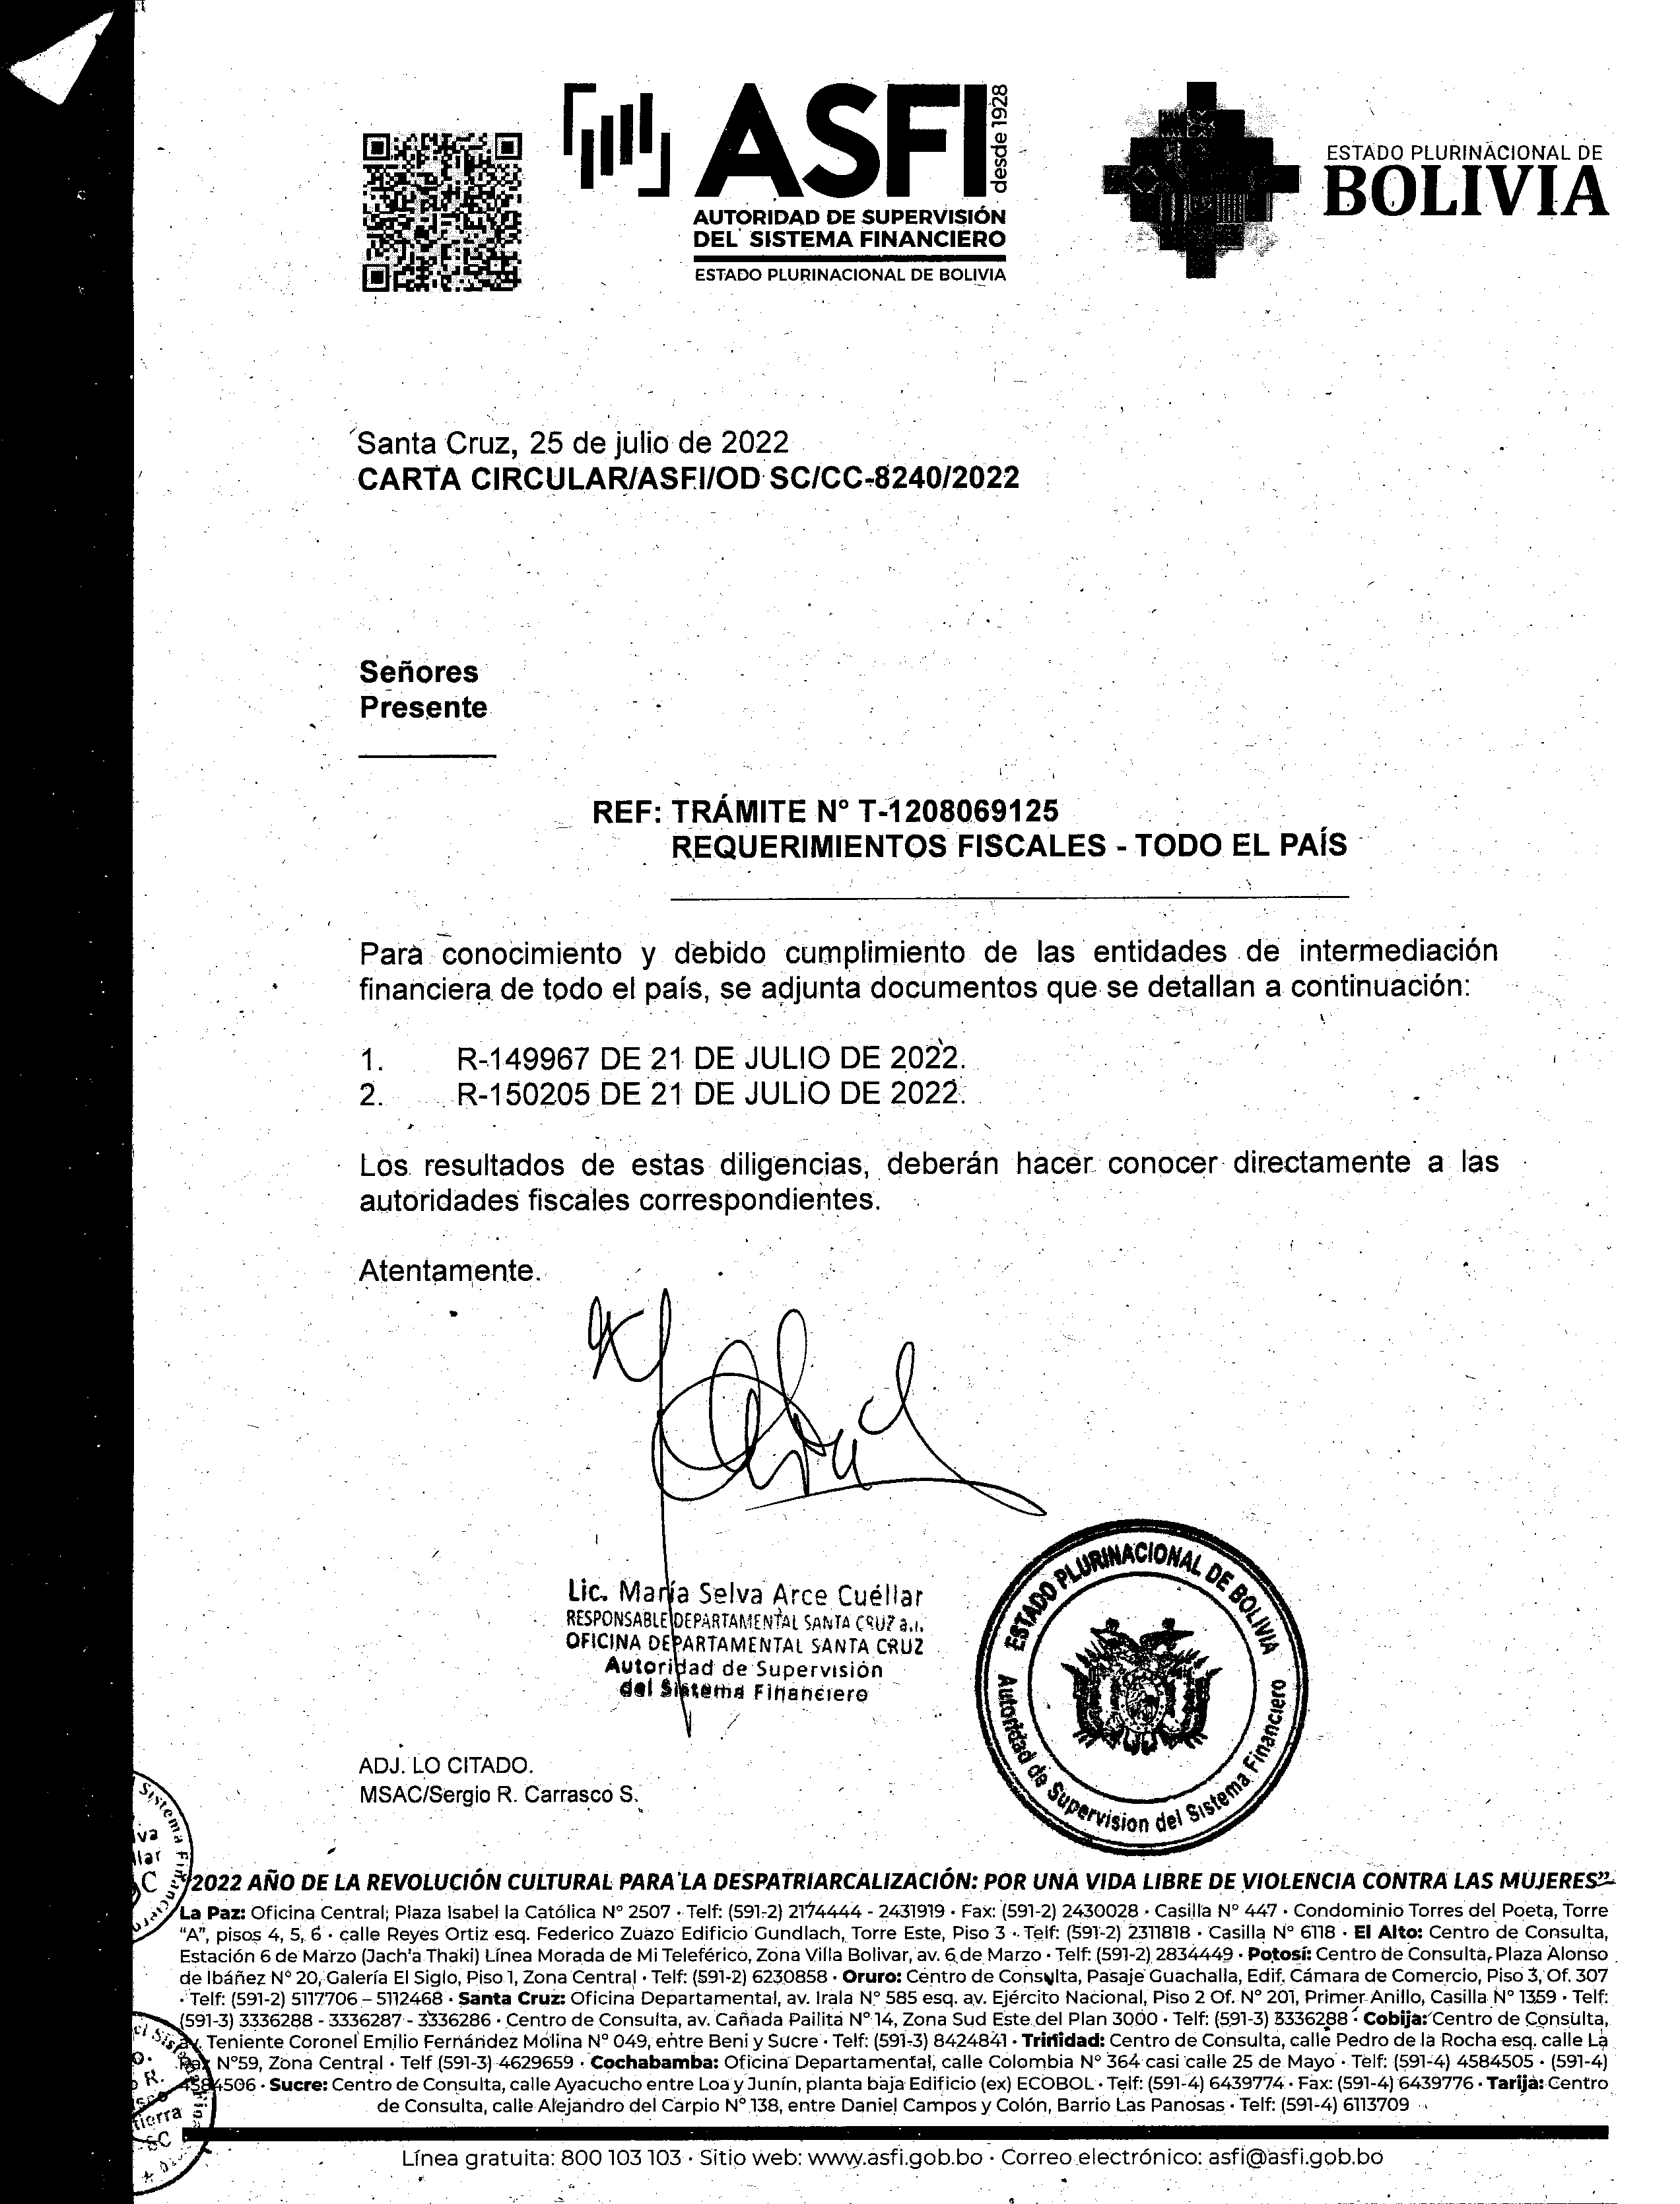 ASFI
desde 1928
AUTORIDAD DE SUPERVISIÓN
DEL SISTEMA FINANCIERO
ESTADO PLURINACIONAL DE BOLIVIA
ESTADO PLURINACIONAL DE
BOLIVIA
Santa Cruz, 25 de julio de 2022
CARTA CIRCULAR/ASFI/OD SC/CC-8240/2022
Señores
Presente
REF: TRÁMITE N° T-1208069125
REQUERIMIENTOS FISCALES - TODO EL PAÍS
Para conocimiento y debido cumplimiento de las entidades de intermediación
financiera de todo el país, se adjunta documentos que se detallan a continuación:
1. R-149967 DE 21 DE JULIO DE 2022.
2. R-150205 DE 21 DE JULIO DE 2022.
Los resultados de estas diligencias, deberán hacer conocer directamente a las
autoridades fiscales correspondientes.
Atentamente.
Lic. María Selva Arce Cuéllar
RESPONSABLE DEPARTAMENTAL SANTA CRUZ a.i.
OFICINA DEPARTAMENTAL SANTA CRUZ
Autoridad de Supervisión
del Sistema Financiero
ESTADO PLURINACIONAL DE BOLIVIA
Autoridad de Supervision del Sistema Financiero
ADJ. LO CITADO.
MSAC/Sergio R. Carrasco S.
2022 AÑO DE LA REVOLUCIÓN CULTURAL PARA LA DESPATRIARCALIZACIÓN: POR UNA VIDA LIBRE DE VIOLENCIA CONTRA LAS MUJERES"
La Paz: Oficina Central; Plaza Isabel la Católica N° 2507 · Telf: (591-2) 2174444 - 2431919 · Fax: (591-2) 2430028 · Casilla N° 447 · Condominio Torres del Poeta, Torre
"A", pisos 4, 5, 6 · calle Reyes Ortiz esq. Federico Zuazo Edificio Gundlach, Torre Este, Piso 3 · Telf: (591-2) 2311818 · Casilla N° 6118 · El Alto: Centro de Consulta,
Estación 6 de Marzo (Jach'a Thaki) Línea Morada de Mi Teleférico, Zona Villa Bolivar, av. 6 de Marzo · Telf: (591-2) 2834449 · Potosí: Centro de Consulta, Plaza Alonso
de Ibáñez N° 20, Galería El Siglo, Piso 1, Zona Central · Telf: (591-2) 6230858 · Oruro: Centro de Consulta, Pasaje Guachalla, Edif. Cámara de Comercio, Piso 3, Of. 307
· Telf: (591-2) 5117706 – 5112468 · Santa Cruz: Oficina Departamental, av. Irala N° 585 esq. av. Ejército Nacional, Piso 2 Of. N° 201, Primer Anillo, Casilla N° 1359 · Telf:
(591-3) 3336288 - 3336287 - 3336286 · Centro de Consulta, av. Cañada Pailita N° 14, Zona Sud Este del Plan 3000 · Telf: (591-3) 3336288 · Cobija: Centro de Consulta,
Teniente Coronel Emilio Fernández Molina N° 049, entre Beni y Sucre · Telf: (591-3) 8424841 · Trinidad: Centro de Consulta, calle Pedro de la Rocha esq. calle La
N°59, Zona Central · Telf (591-3) 4629659 · Cochabamba: Oficina Departamental, calle Colombia N° 364 casi calle 25 de Mayo · Telf: (591-4) 4584505 · (591-4)
4584506 · Sucre: Centro de Consulta, calle Ayacucho entre Loa y Junín, planta baja Edificio (ex) ECOBOL · Telf: (591-4) 6439774 · Fax: (591-4) 6439776 · Tarija: Centro
de Consulta, calle Alejandro del Carpio N° 138, entre Daniel Campos y Colón, Barrio Las Panosas · Telf: (591-4) 6113709
Línea gratuita: 800 103 103 · Sitio web: www.asfi.gob.bo · Correo electrónico: asfi@asfi.gob.bo